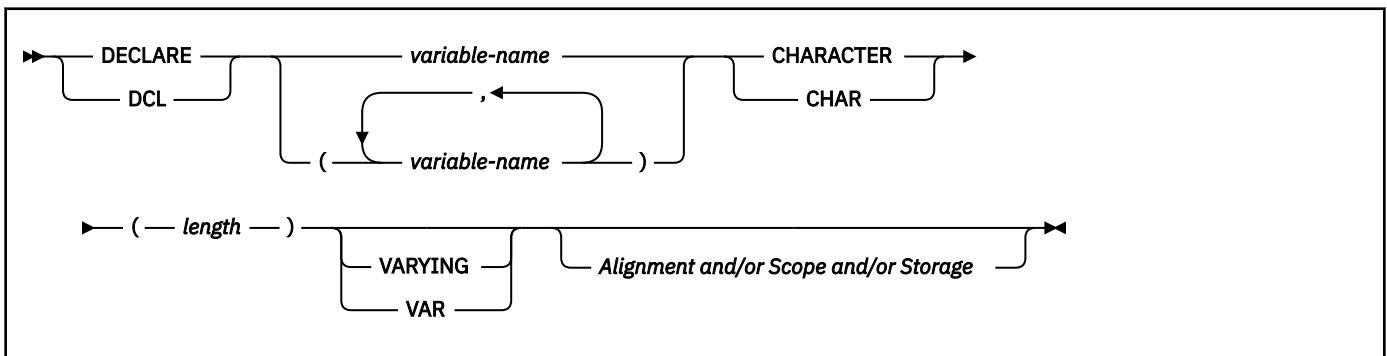 DECLARE variable-name CHARACTER
DCL , CHAR
( variable-name )
( length )
VARYING Alignment and/or Scope and/or Storage
VAR